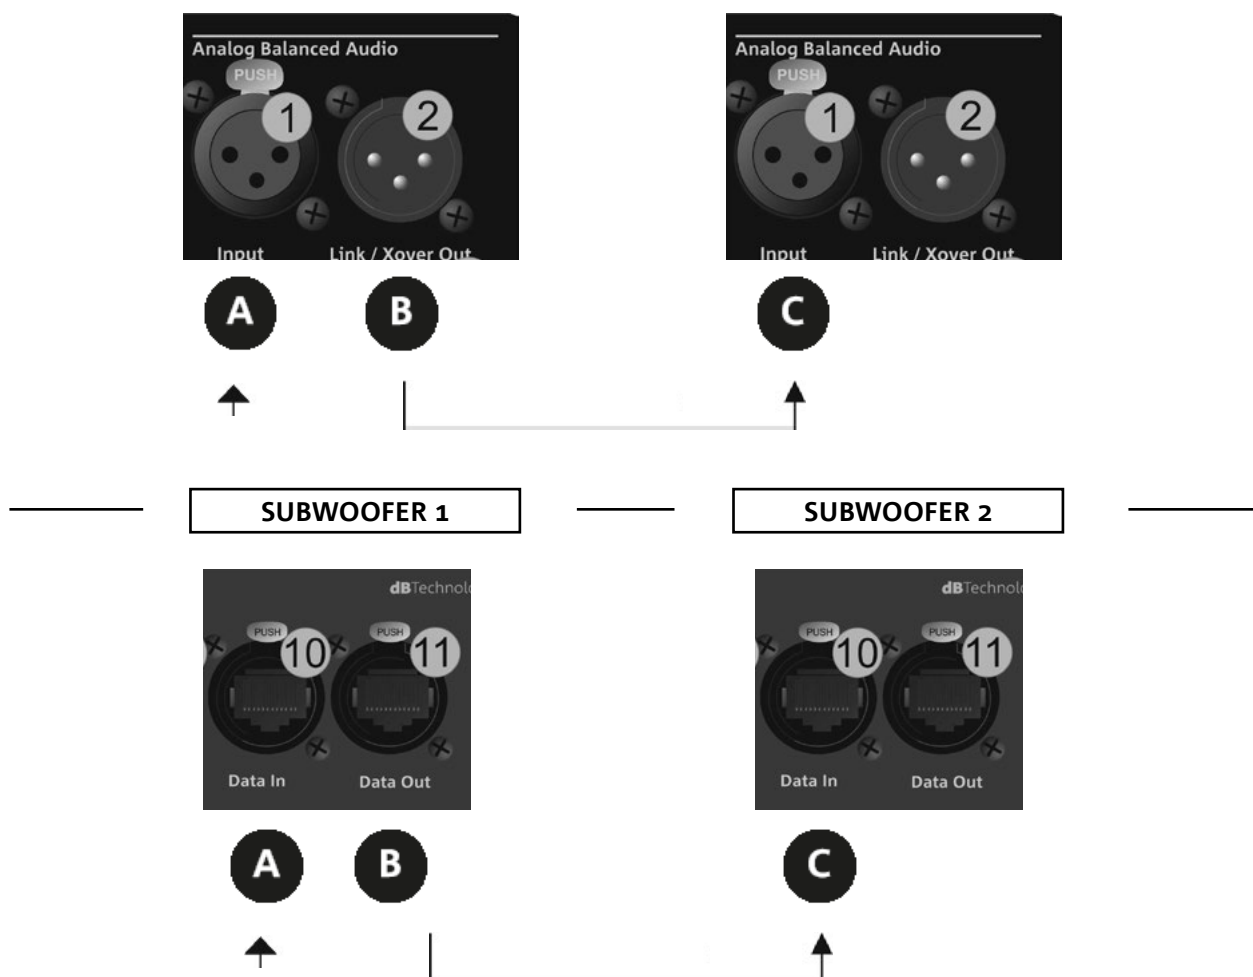 Analog Balanced Audio
PUSH
1
2
Input
Link / Xover Out
A
B
Analog Balanced Audio
PUSH
1
2
Input
Link / Xover Out
C
SUBWOOFER 1
SUBWOOFER 2
dBTechnolo
PUSH
10
PUSH
11
Data In
Data Out
A
B
dBTechnolo
PUSH
10
PUSH
11
Data In
Data Out
C